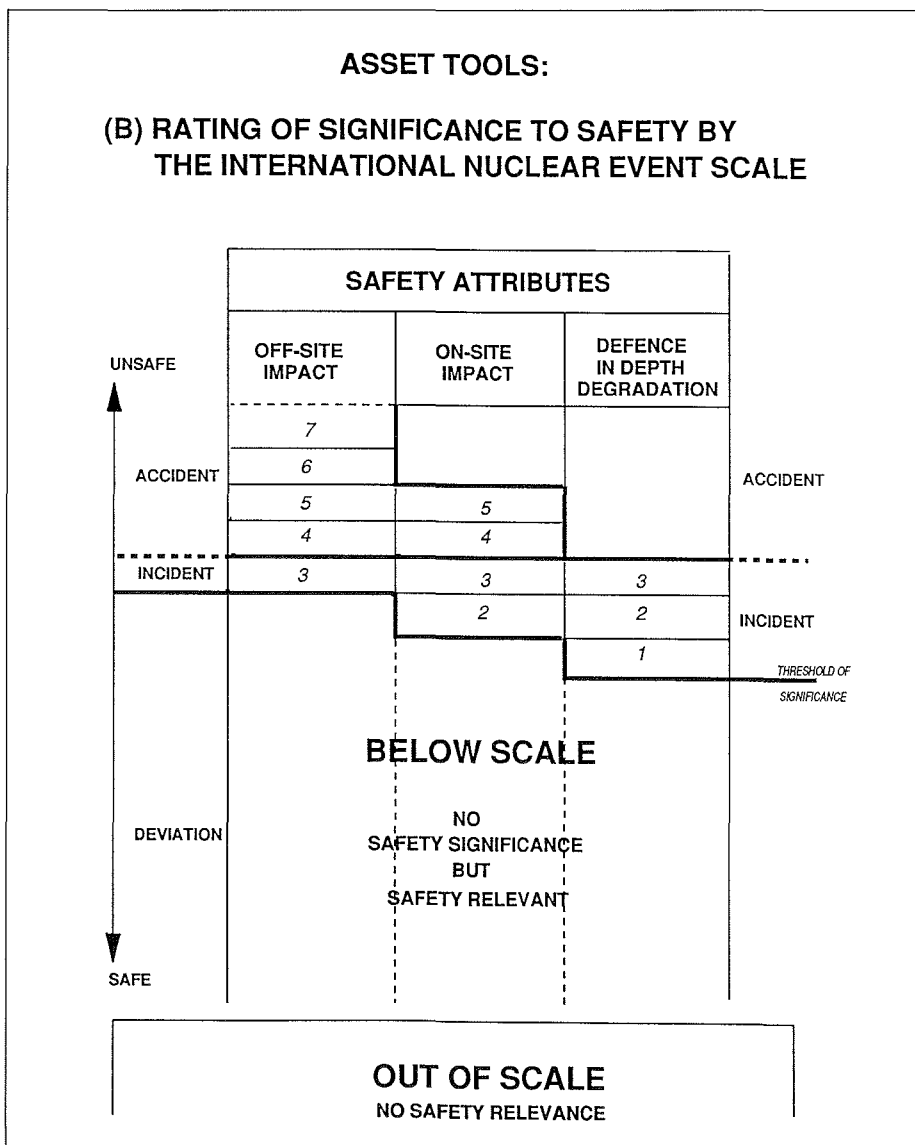 ASSET TOOLS:
(B) RATING OF SIGNIFICANCE TO SAFETY BY
THE INTERNATIONAL NUCLEAR EVENT SCALE
SAFETY ATTRIBUTES
OFF-SITE
IMPACT
ON-SITE
IMPACT
DEFENCE
IN DEPTH
DEGRADATION
UNSAFE
7
6
ACCIDENT
ACCIDENT
5
5
4
4
INCIDENT
3
3
3
2
2
INCIDENT
1
THRESHOLD OF
SIGNIFICANCE
BELOW SCALE
DEVIATION
NO
SAFETY SIGNIFICANCE
BUT
SAFETY RELEVANT
SAFE
OUT OF SCALE
NO SAFETY RELEVANCE